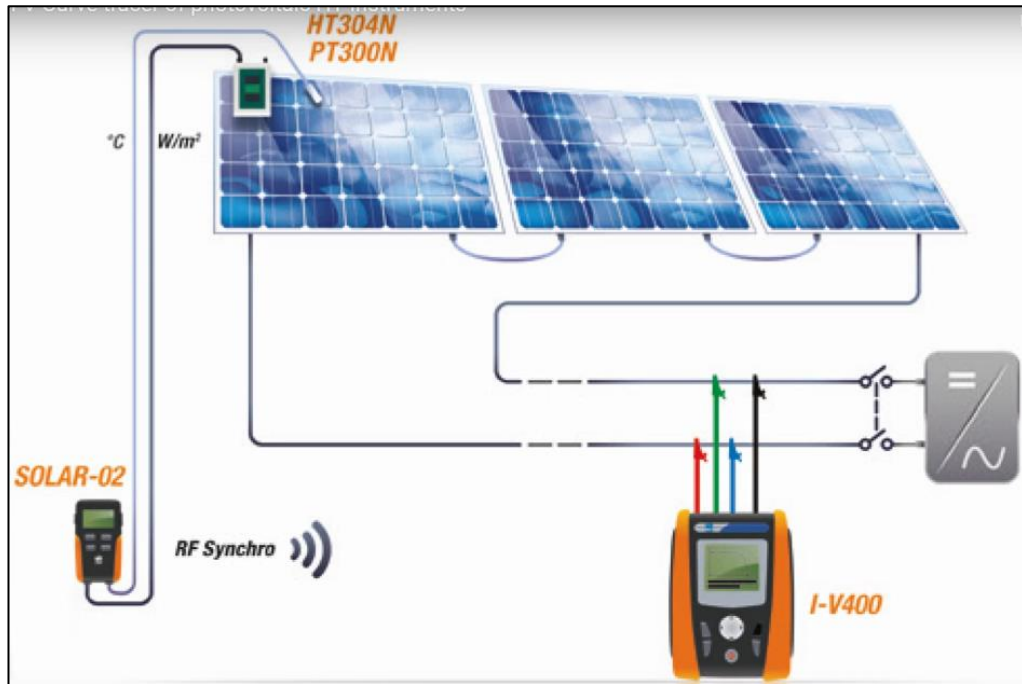 HT304N
PT300N
°C
W/m²
SOLAR-02
RF Synchro
I-V400